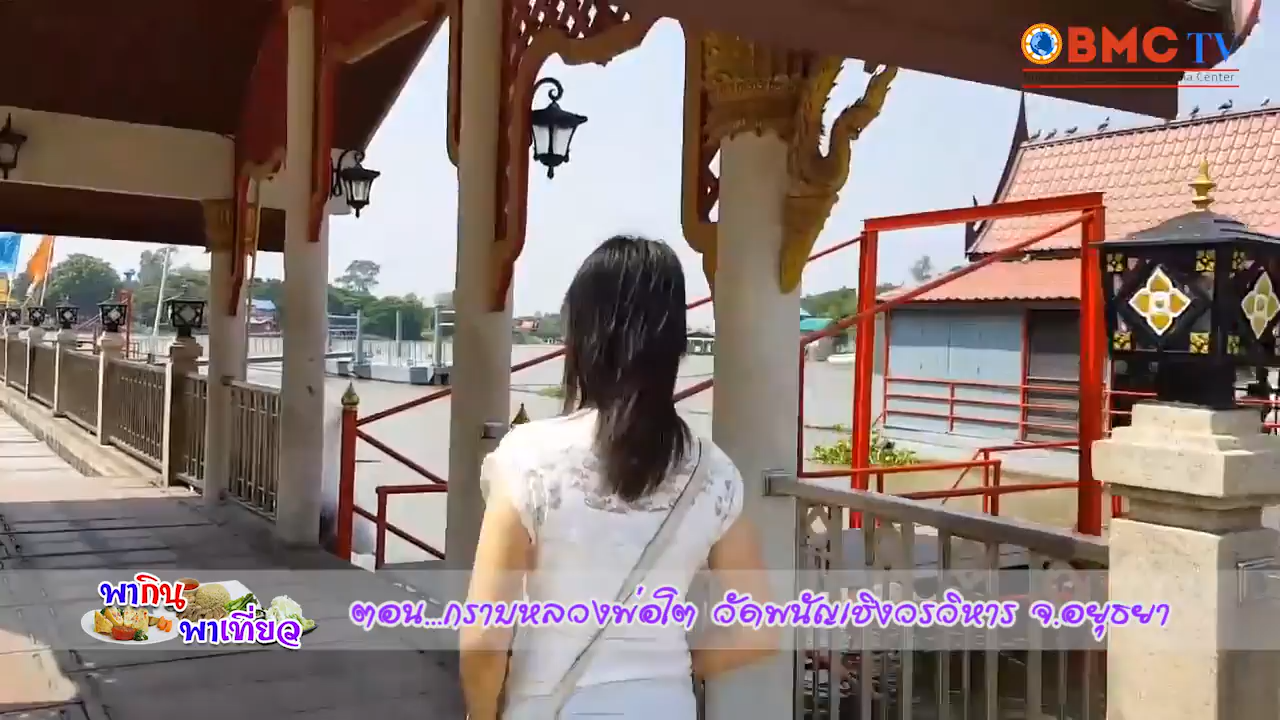 BMC TV
พากิน
พาเที่ยว
ตอน...กราบหลวงพ่อโต วัดพนัญเชิงวรวิหาร จ.อยุธยา